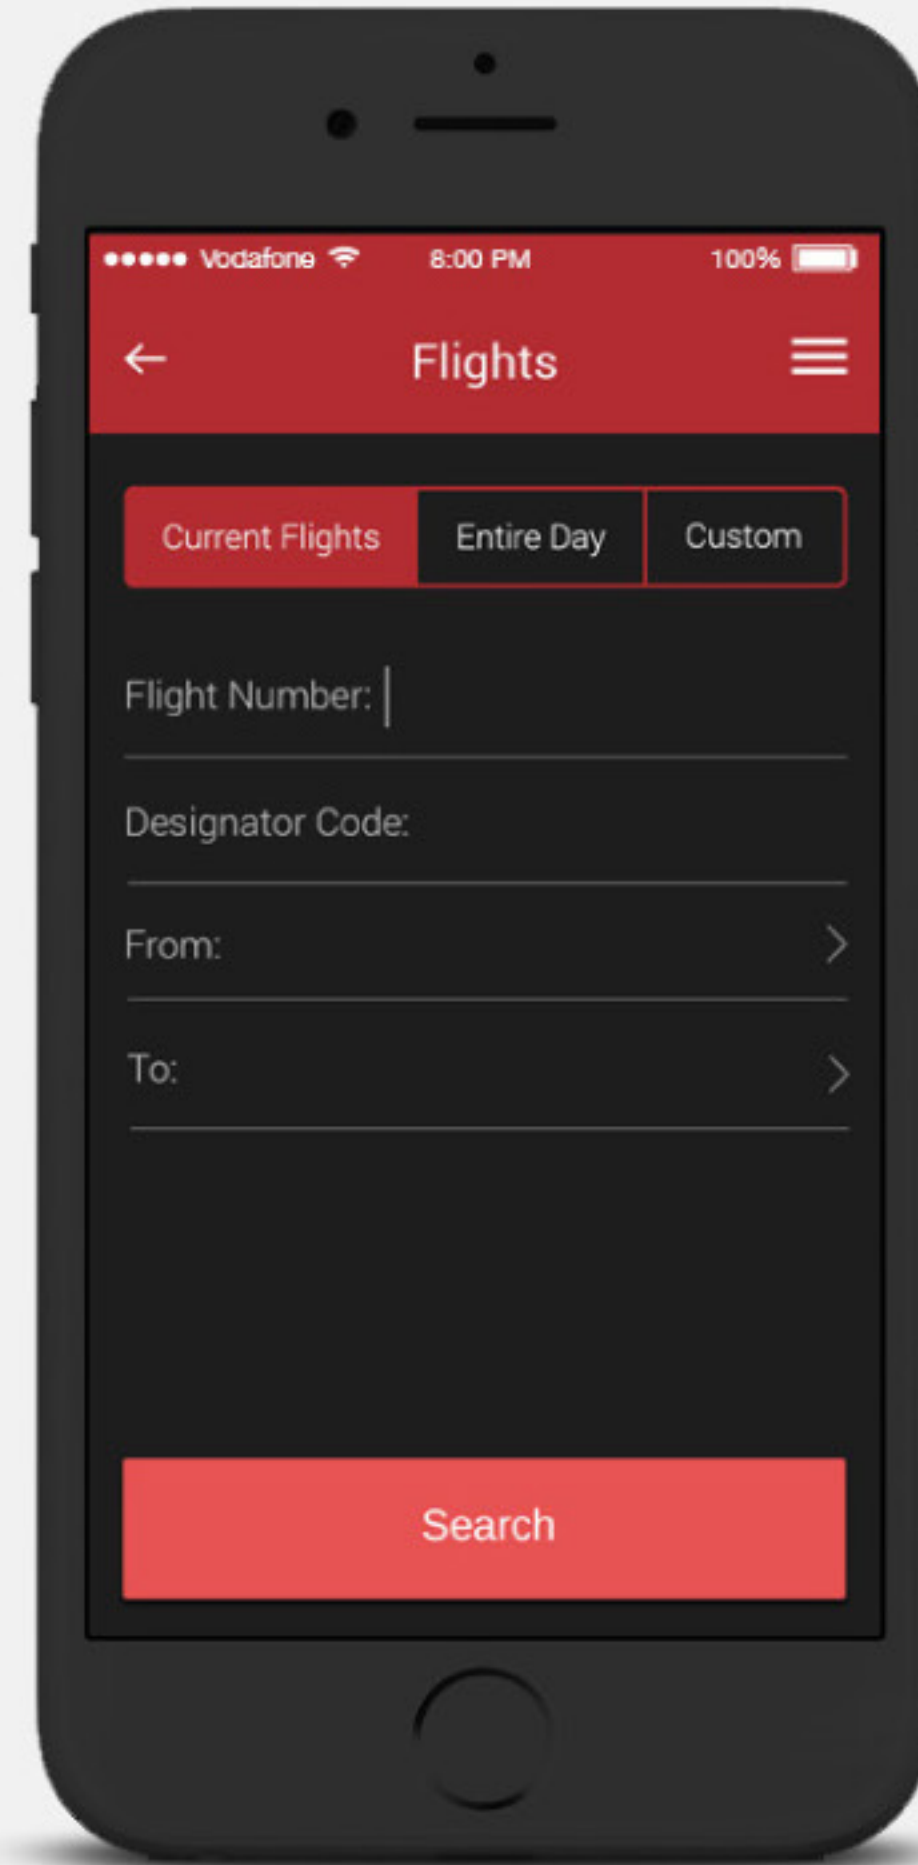 Vodafone 8:00 PM 100%
Flights
Current Flights Entire Day Custom
Flight Number:
Designator Code:
From:
To:
Search